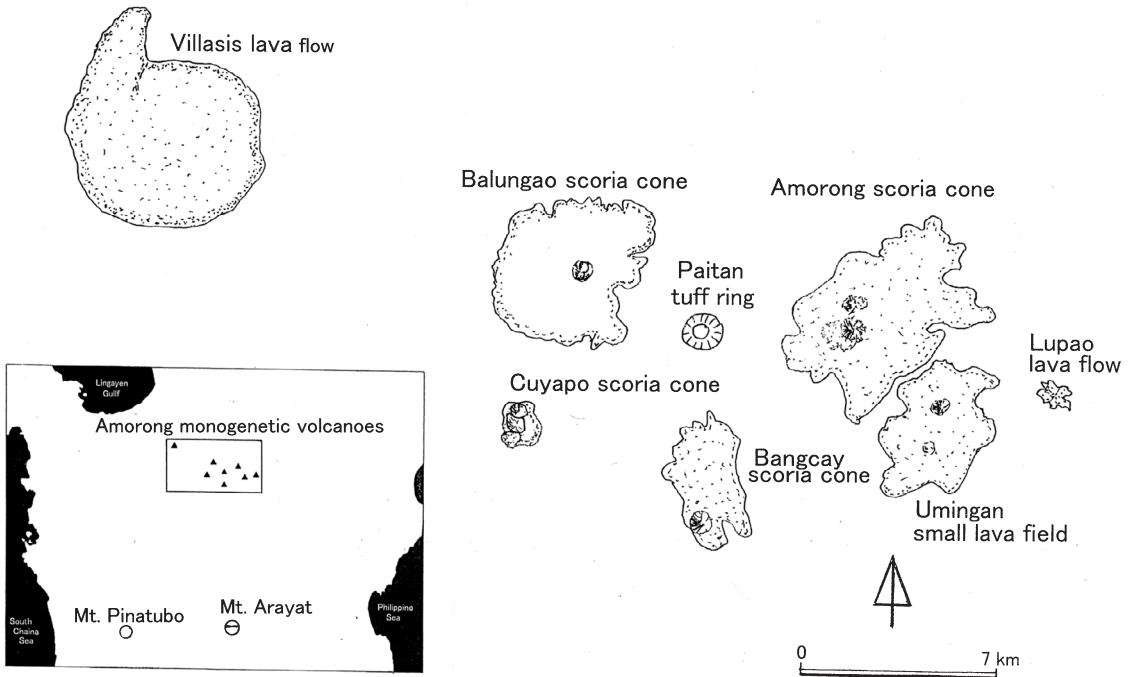 Villasis lava flow
Balungao scoria cone
Amorong scoria cone
Paitan
tuff ring
Lupao
lava flow
Cuyapo scoria cone
Bangcay
scoria cone
Umingan
small lava field
0
7 km
Lingayen
Gullf
Amorong monogenetic volcanoes
Mt. Pinatubo
Mt. Arayat
South
Chaina
Sea
Philippine
Sea